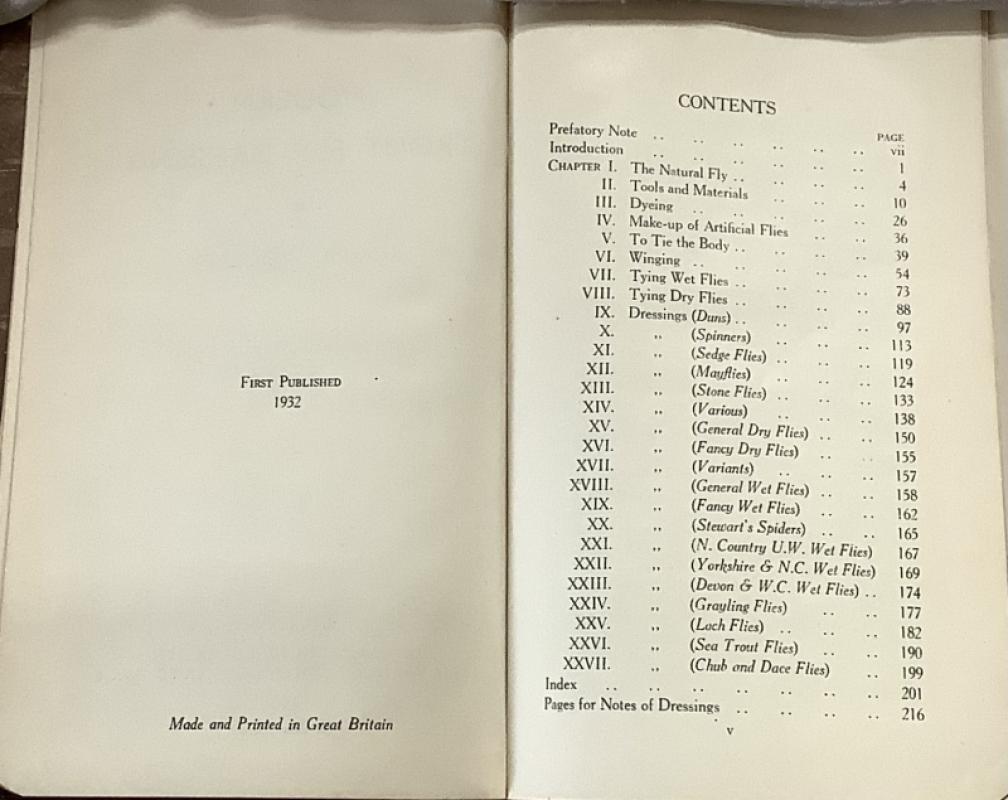 FIRST PUBLISHED
1932
Made and Printed in Great Britain
CONTENTS
PAGE
Prefatory Note .. .. .. .. .. .. vii
Introduction .. .. .. .. .. .. 1
CHAPTER I. The Natural Fly .. .. .. .. 4
II. Tools and Materials .. .. .. 10
III. Dyeing .. .. .. .. .. 26
IV. Make-up of Artificial Flies .. .. 36
V. To Tie the Body .. .. .. .. 39
VI. Winging .. .. .. .. .. 54
VII. Tying Wet Flies .. .. .. .. 73
VIII. Tying Dry Flies .. .. .. .. 88
IX. Dressings (Duns) .. .. .. .. 97
X. ,, (Spinners) .. .. .. 113
XI. ,, (Sedge Flies) .. .. .. 119
XII. ,, (Mayflies) .. .. .. 124
XIII. ,, (Stone Flies) .. .. .. 133
XIV. ,, (Various) .. .. .. 138
XV. ,, (General Dry Flies) .. .. 150
XVI. ,, (Fancy Dry Flies) .. .. 155
XVII. ,, (Variants) .. .. .. 157
XVIII. ,, (General Wet Flies) .. .. 158
XIX. ,, (Fancy Wet Flies) .. .. 162
XX. ,, (Stewart's Spiders) .. .. 165
XXI. ,, (N. Country U.W. Wet Flies) 167
XXII. ,, (Yorkshire & N.C. Wet Flies) 169
XXIII. ,, (Devon & W.C. Wet Flies) .. 174
XXIV. ,, (Grayling Flies) .. .. 177
XXV. ,, (Loch Flies) .. .. .. 182
XXVI. ,, (Sea Trout Flies) .. .. 190
XXVII. ,, (Chub and Dace Flies) .. 199
Index .. .. .. .. .. .. .. 201
Pages for Notes of Dressings .. .. .. .. 216
v